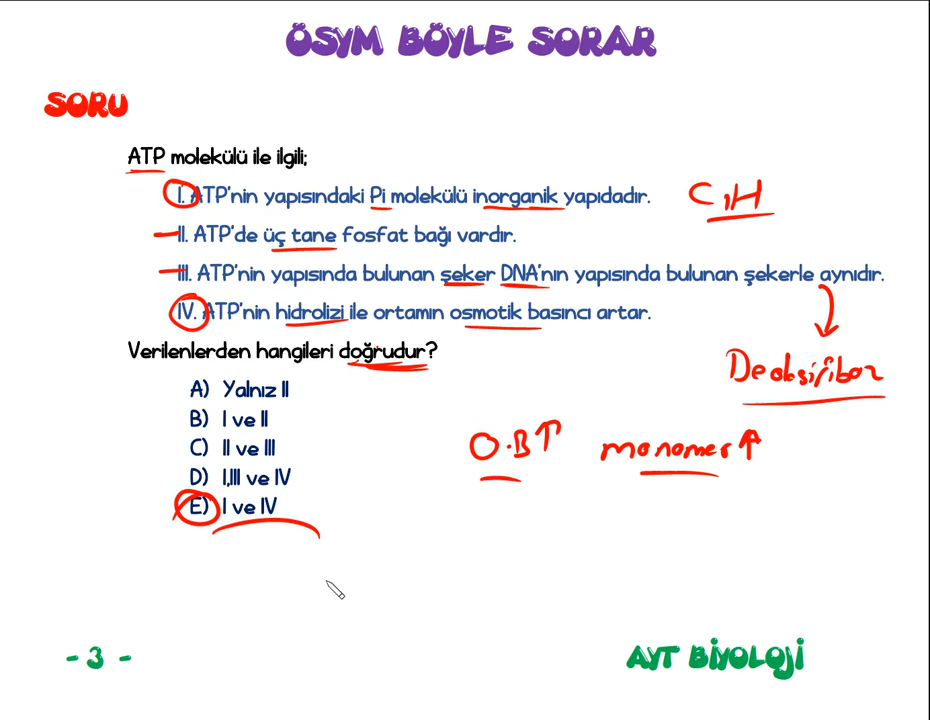 ÖSYM BÖYLE SORAR
SORU
ATP molekülü ile ilgili;
I. ATP'nin yapısındaki Pi molekülü inorganik yapıdadır.
C, H
II. ATP'de üç tane fosfat bağı vardır.
III. ATP'nin yapısında bulunan şeker DNA'nın yapısında bulunan şekerle aynıdır.
IV. ATP'nin hidrolizi ile ortamın osmotik basıncı artar.
Verilenlerden hangileri doğrudur?
Deoksiriboz
A) Yalnız II
B) I ve II
C) II ve III
O.B↑ monomer↑
D) I,III ve IV
E) I ve IV
- 3 -
AYT BİYOLOJİ